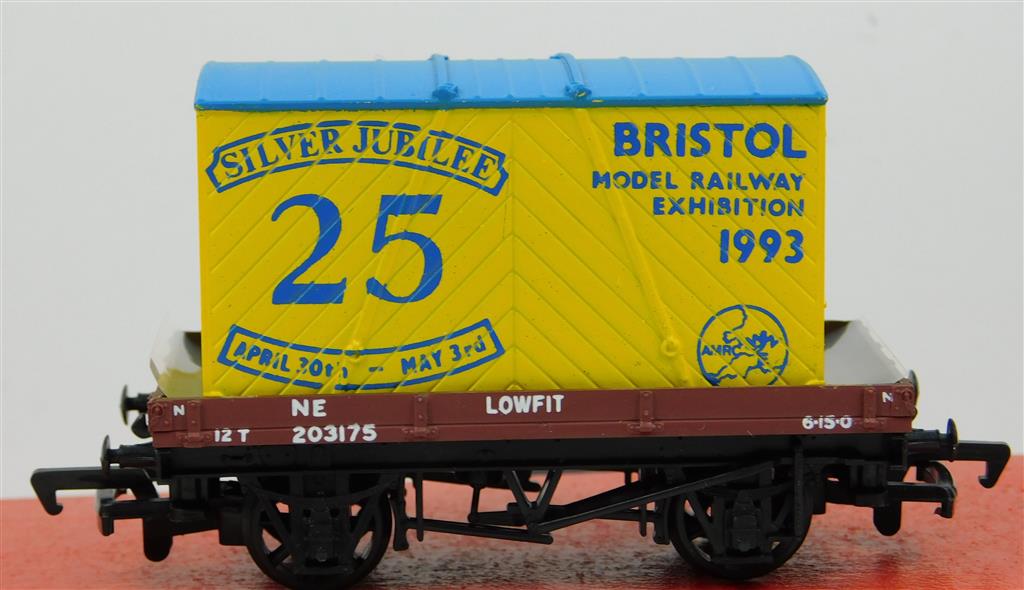 SILVER JUBILEE
25
APRIL 30th - MAY 3rd
BRISTOL
MODEL RAILWAY
EXHIBITION
1993
AMRC
N NE LOWFIT N
12T 203175 6·15·0